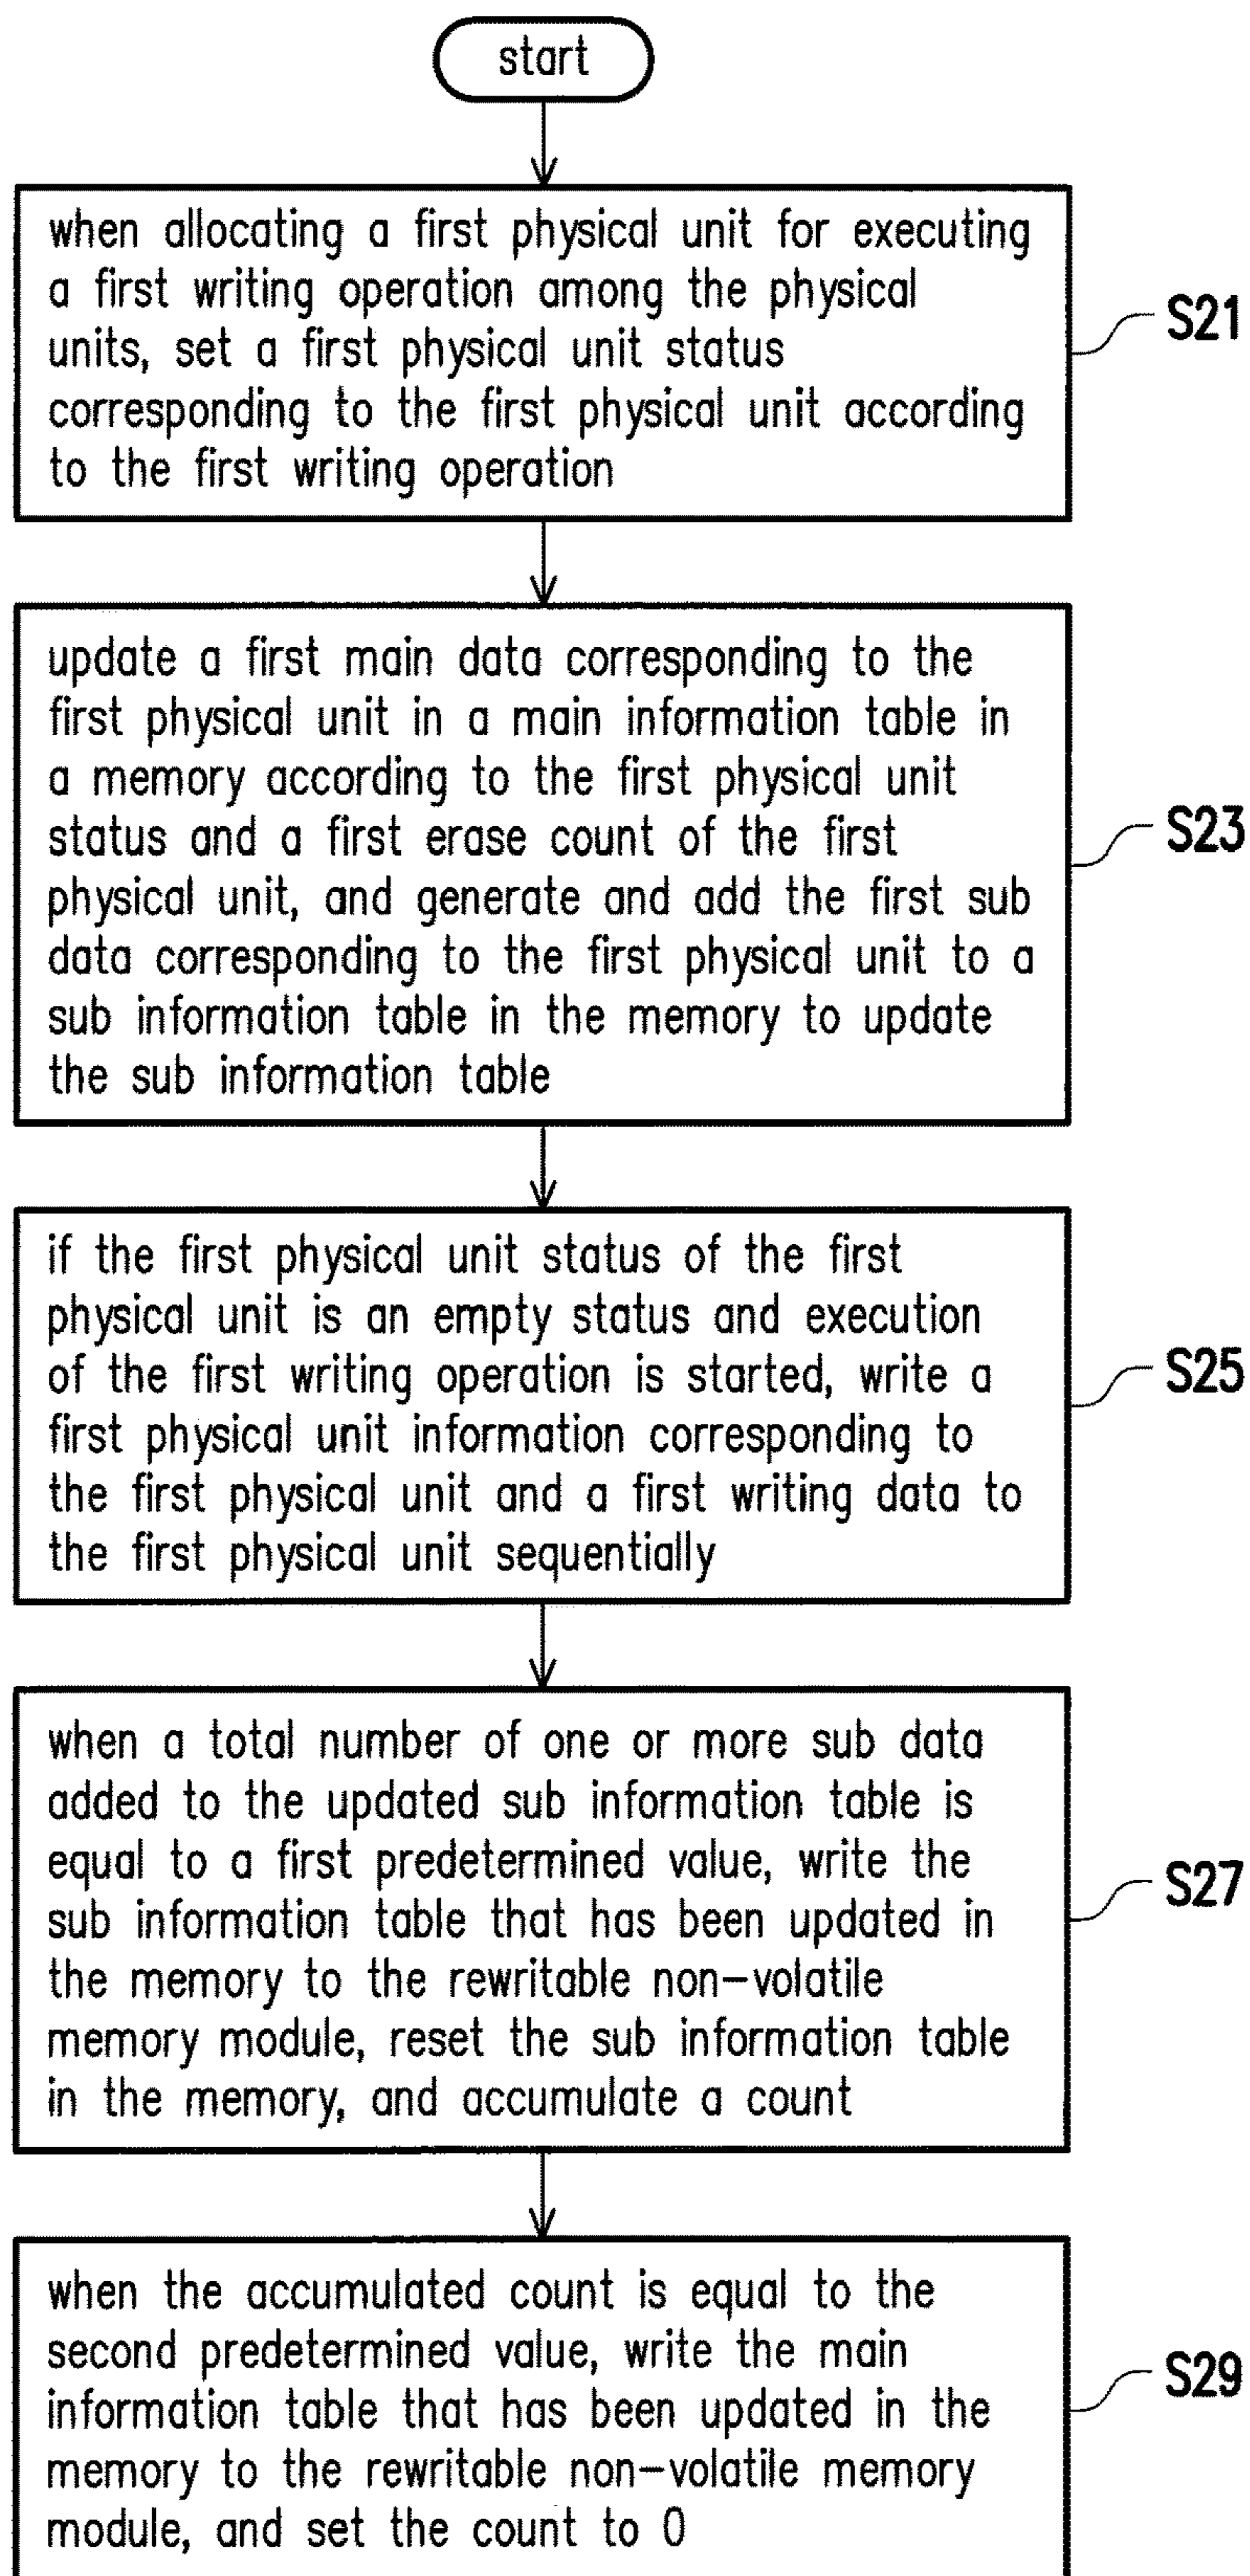 start
when allocating a first physical unit for executing
a first writing operation among the physical
units, set a first physical unit status
corresponding to the first physical unit according
to the first writing operation
S21
update a first main data corresponding to the
first physical unit in a main information table in
a memory according to the first physical unit
status and a first erase count of the first
physical unit, and generate and add the first sub
data corresponding to the first physical unit to a
sub information table in the memory to update
the sub information table
S23
if the first physical unit status of the first
physical unit is an empty status and execution
of the first writing operation is started, write a
first physical unit information corresponding to
the first physical unit and a first writing data to
the first physical unit sequentially
S25
when a total number of one or more sub data
added to the updated sub information table is
equal to a first predetermined value, write the
sub information table that has been updated in
the memory to the rewritable non-volatile
memory module, reset the sub information table
in the memory, and accumulate a count
S27
when the accumulated count is equal to the
second predetermined value, write the main
information table that has been updated in the
memory to the rewritable non-volatile memory
module, and set the count to 0
S29